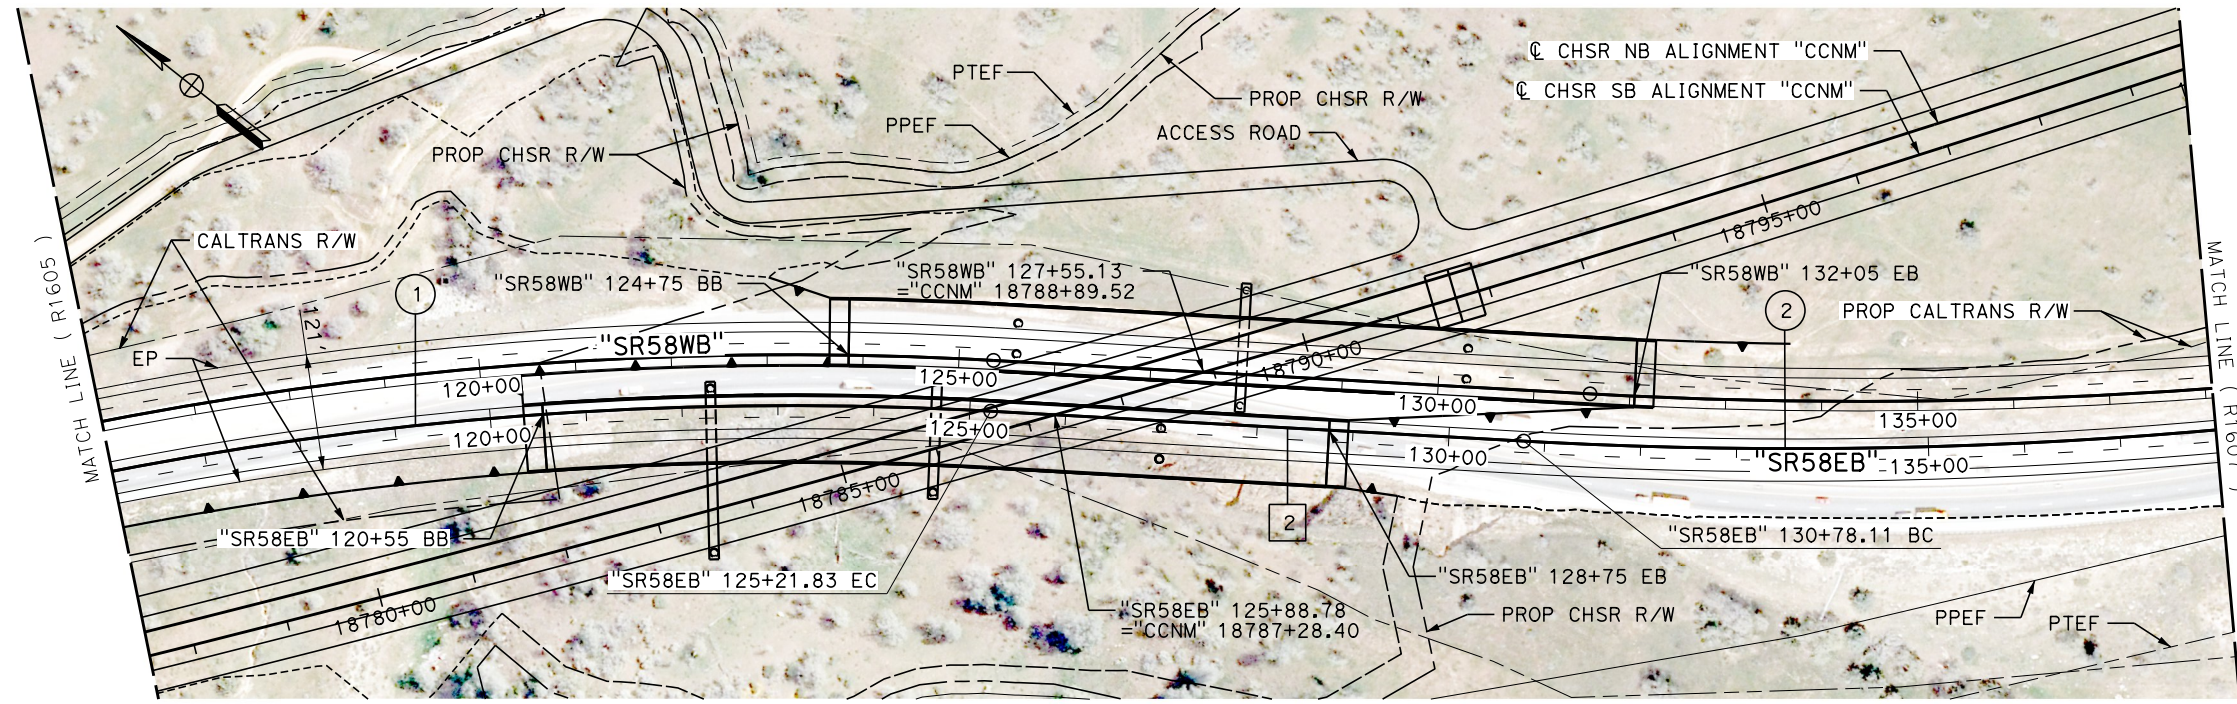 ℄ CHSR NB ALIGNMENT "CCNM"
℄ CHSR SB ALIGNMENT "CCNM"
PTEF
PROP CHSR R/W
PPEF
ACCESS ROAD
PROP CHSR R/W
18795+00
CALTRANS R/W
MATCH LINE ( R1605 )
1
"SR58WB" 124+75 BB
"SR58WB" 127+55.13
="CCNM" 18788+89.52
"SR58WB" 132+05 EB
2
PROP CALTRANS R/W
MATCH LINE ( R160
121'
EP
"SR58WB"
18790+00
120+00
125+00
130+00
135+00
120+00
125+00
130+00
"SR58EB"
135+00
18785+00
2
"SR58EB" 120+55 BB
"SR58EB" 130+78.11 BC
"SR58EB" 125+21.83 EC
"SR58EB" 128+75 EB
18780+00
"SR58EB" 125+88.78
="CCNM" 18787+28.40
PROP CHSR R/W
PPEF
PTEF